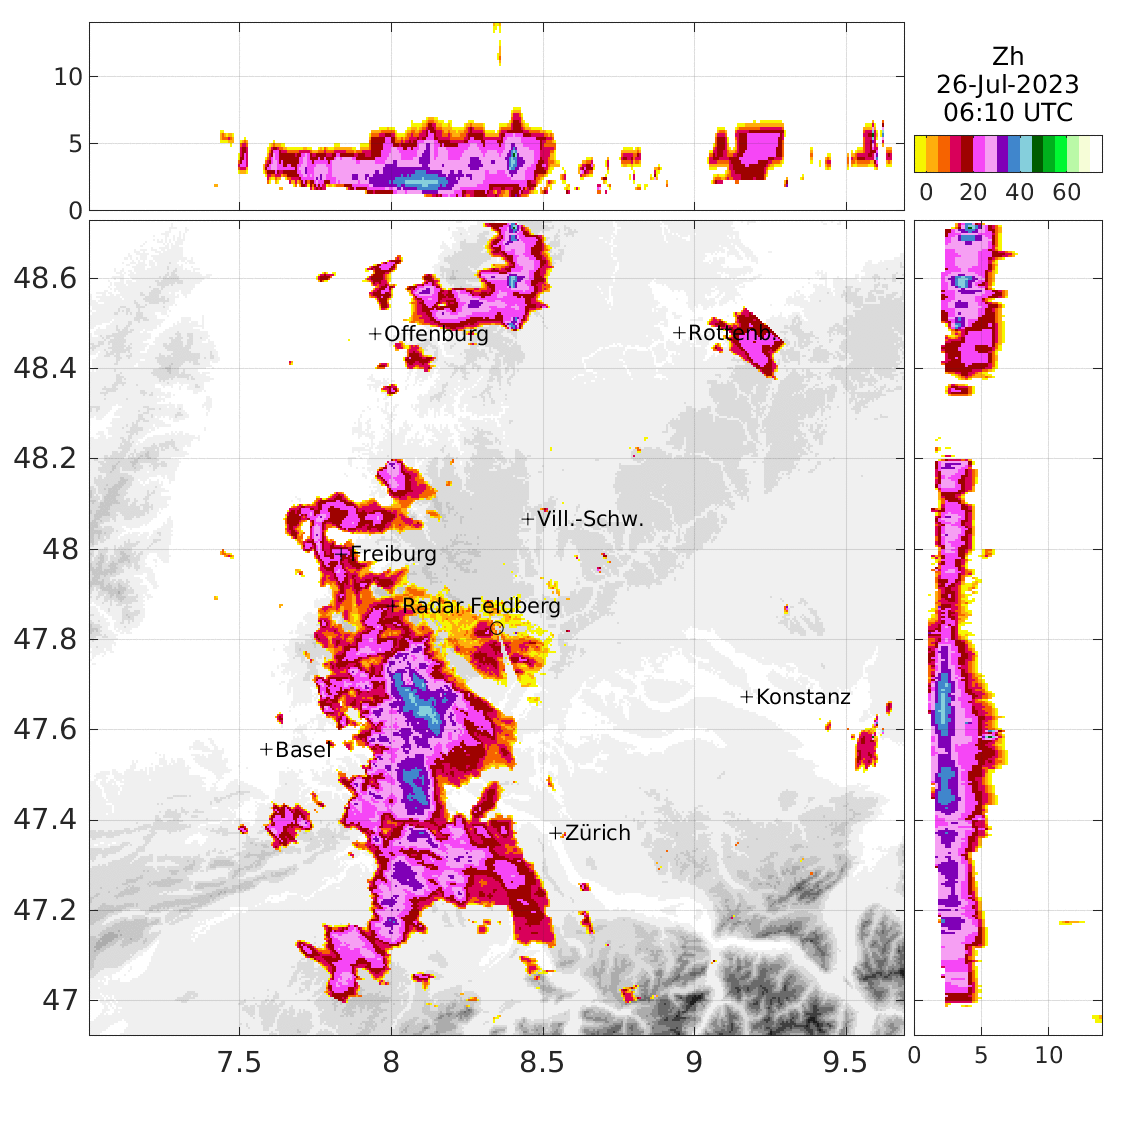 10
5
0
Zh
26-Jul-2023
06:10 UTC
0 20 40 60
48.6
48.4
48.2
48
47.8
47.6
47.4
47.2
47
+Offenburg
+Rottenb.
+Vill.-Schw.
+Freiburg
+Radar Feldberg
+Konstanz
+Basel
+Zürich
7.5 8 8.5 9 9.5
0 5 10